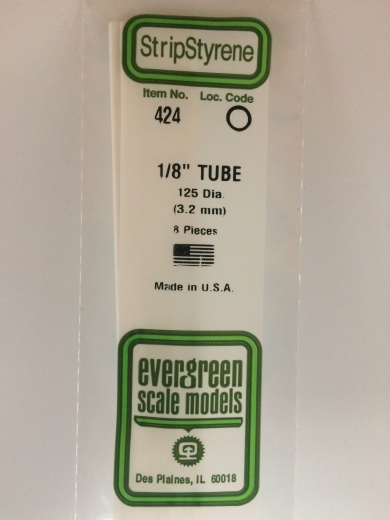 StripStyrene
Item No. Loc. Code
424
1/8" TUBE
125 Dia.
(3.2 mm)
8 Pieces
Made in U.S.A.
evergreen
scale models
Des Plaines, IL 60018